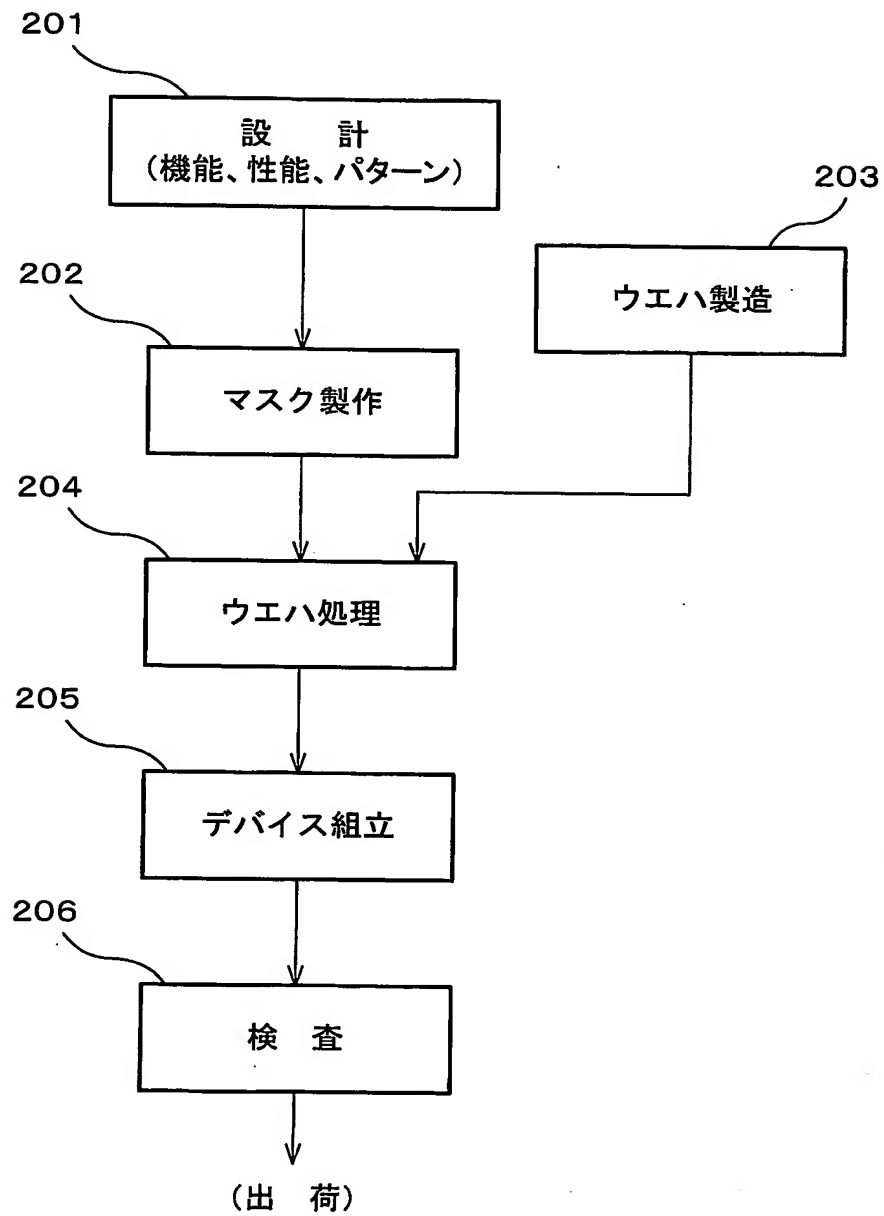 201
設 計
(機能、性能、パターン)
203
ウエハ製造
202
マスク製作
204
ウエハ処理
205
デバイス組立
206
検 査
(出 荷)